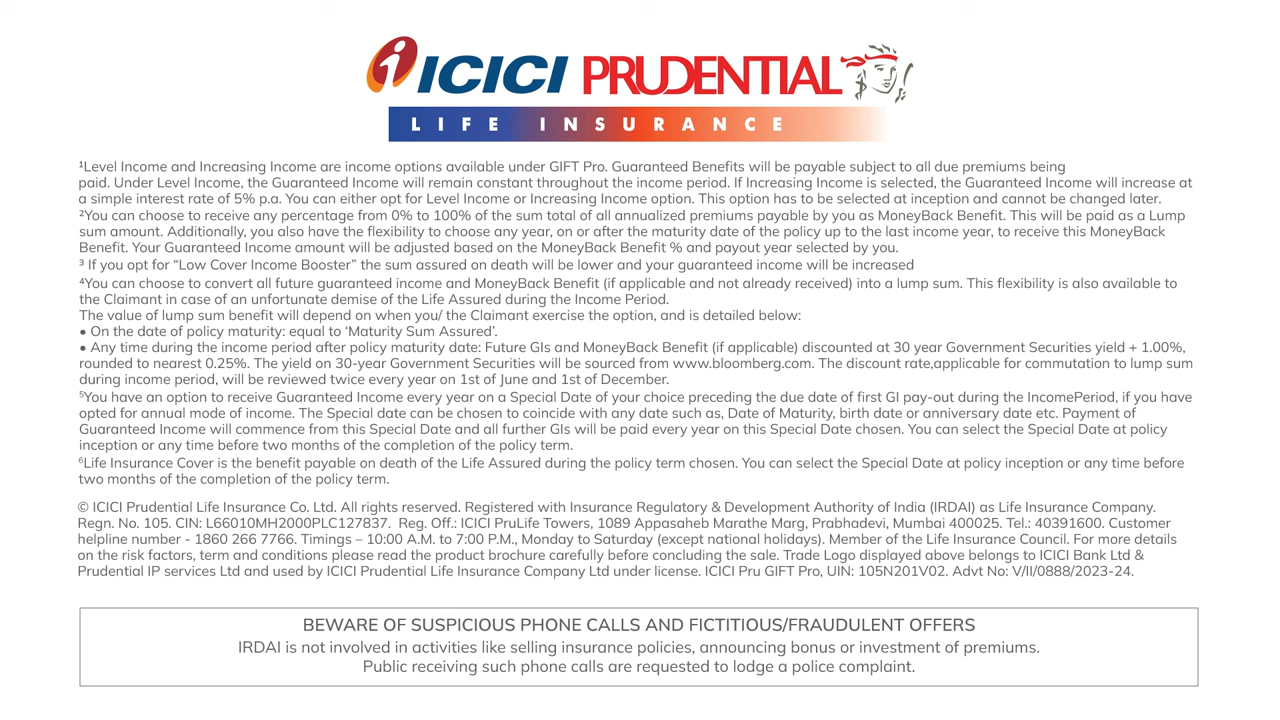 ICICI PRUDENTIAL
LIFE INSURANCE
¹Level Income and Increasing Income are income options available under GIFT Pro. Guaranteed Benefits will be payable subject to all due premiums being
paid. Under Level Income, the Guaranteed Income will remain constant throughout the income period. If Increasing Income is selected, the Guaranteed Income will increase at
a simple interest rate of 5% p.a. You can either opt for Level Income or Increasing Income option. This option has to be selected at inception and cannot be changed later.
²You can choose to receive any percentage from 0% to 100% of the sum total of all annualized premiums payable by you as MoneyBack Benefit. This will be paid as a Lump
sum amount. Additionally, you also have the flexibility to choose any year, on or after the maturity date of the policy up to the last income year, to receive this MoneyBack
Benefit. Your Guaranteed Income amount will be adjusted based on the MoneyBack Benefit % and payout year selected by you.
³ If you opt for “Low Cover Income Booster” the sum assured on death will be lower and your guaranteed income will be increased
⁴You can choose to convert all future guaranteed income and MoneyBack Benefit (if applicable and not already received) into a lump sum. This flexibility is also available to
the Claimant in case of an unfortunate demise of the Life Assured during the Income Period.
The value of lump sum benefit will depend on when you/ the Claimant exercise the option, and is detailed below:
• On the date of policy maturity: equal to ‘Maturity Sum Assured’.
• Any time during the income period after policy maturity date: Future GIs and MoneyBack Benefit (if applicable) discounted at 30 year Government Securities yield + 1.00%,
rounded to nearest 0.25%. The yield on 30-year Government Securities will be sourced from www.bloomberg.com. The discount rate,applicable for commutation to lump sum
during income period, will be reviewed twice every year on 1st of June and 1st of December.
⁵You have an option to receive Guaranteed Income every year on a Special Date of your choice preceding the due date of first GI pay-out during the IncomePeriod, if you have
opted for annual mode of income. The Special date can be chosen to coincide with any date such as, Date of Maturity, birth date or anniversary date etc. Payment of
Guaranteed Income will commence from this Special Date and all further GIs will be paid every year on this Special Date chosen. You can select the Special Date at policy
inception or any time before two months of the completion of the policy term.
⁶Life Insurance Cover is the benefit payable on death of the Life Assured during the policy term chosen. You can select the Special Date at policy inception or any time before
two months of the completion of the policy term.
© ICICI Prudential Life Insurance Co. Ltd. All rights reserved. Registered with Insurance Regulatory & Development Authority of India (IRDAI) as Life Insurance Company.
Regn. No. 105. CIN: L66010MH2000PLC127837. Reg. Off.: ICICI PruLife Towers, 1089 Appasaheb Marathe Marg, Prabhadevi, Mumbai 400025. Tel.: 40391600. Customer
helpline number - 1860 266 7766. Timings – 10:00 A.M. to 7:00 P.M., Monday to Saturday (except national holidays). Member of the Life Insurance Council. For more details
on the risk factors, term and conditions please read the product brochure carefully before concluding the sale. Trade Logo displayed above belongs to ICICI Bank Ltd &
Prudential IP services Ltd and used by ICICI Prudential Life Insurance Company Ltd under license. ICICI Pru GIFT Pro, UIN: 105N201V02. Advt No: V/II/0888/2023-24.
BEWARE OF SUSPICIOUS PHONE CALLS AND FICTITIOUS/FRAUDULENT OFFERS
IRDAI is not involved in activities like selling insurance policies, announcing bonus or investment of premiums.
Public receiving such phone calls are requested to lodge a police complaint.